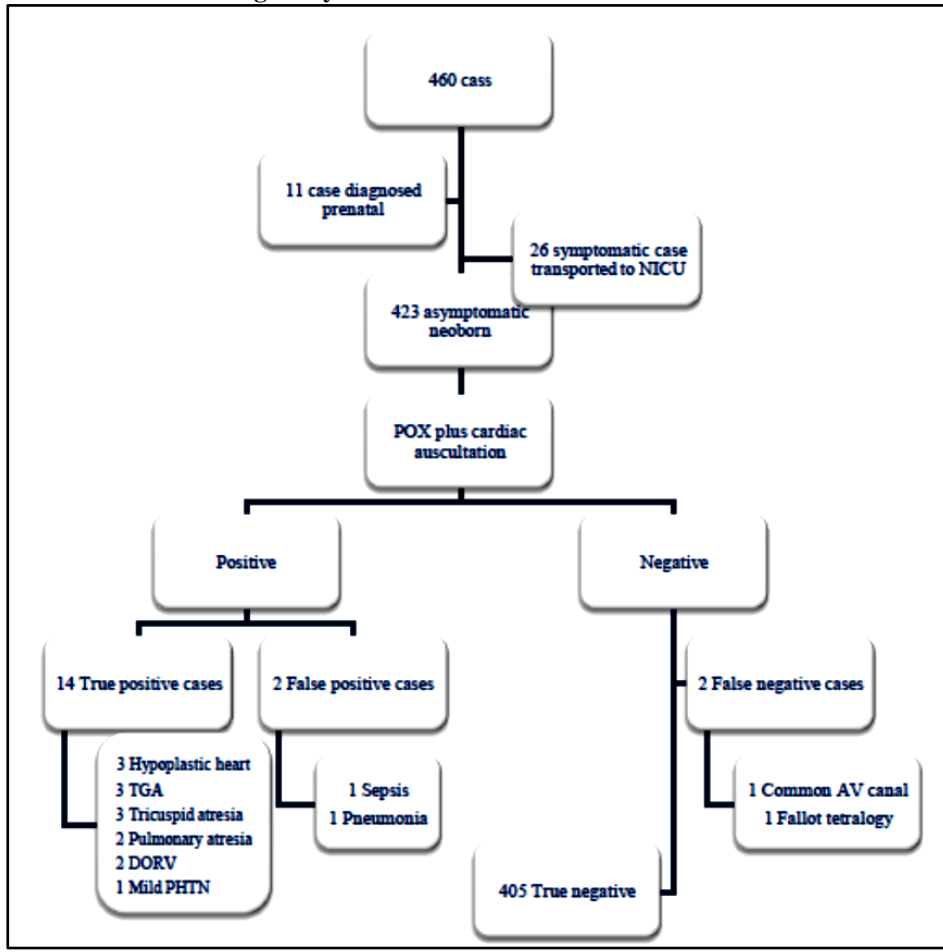 460 cass
11 case diagnosed
prenatal
26 symptomatic case
transported to NICU
423 asymptomatic
neoborn
POX plus cardiac
auscultation
Positive
Negative
14 True positive cases
2 False positive cases
2 False negative cases
3 Hypoplastic heart
3 TGA
3 Tricuspid atresia
2 Pulmonary atresia
2 DORV
1 Mild PHTN
1 Sepsis
1 Pneumonia
1 Common AV canal
1 Fallot tetralogy
405 True negative